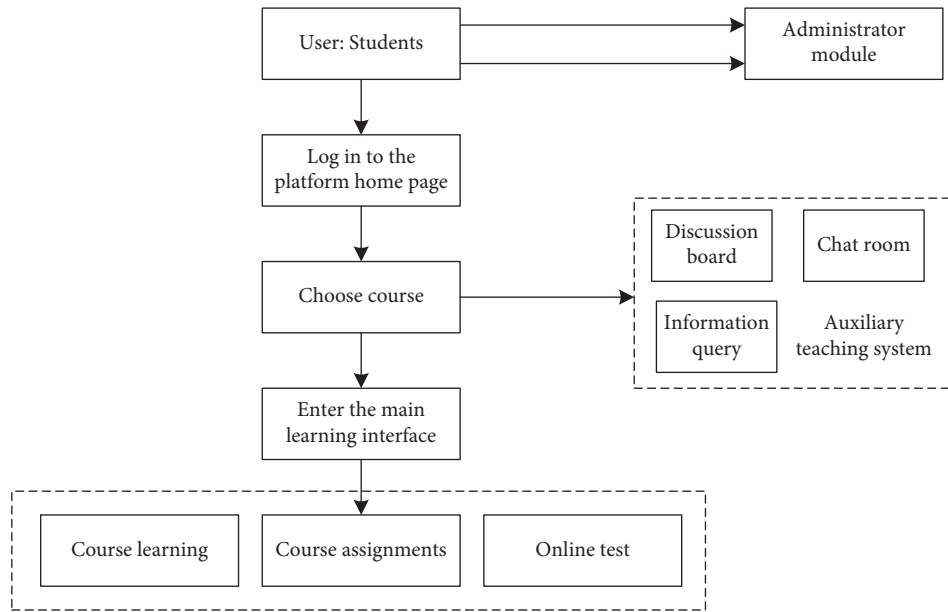 User: Students
Administrator
module
Log in to the
platform home page
Discussion
board
Chat room
Choose course
Information
query
Auxiliary
teaching system
Enter the main
learning interface
Course learning
Course assignments
Online test